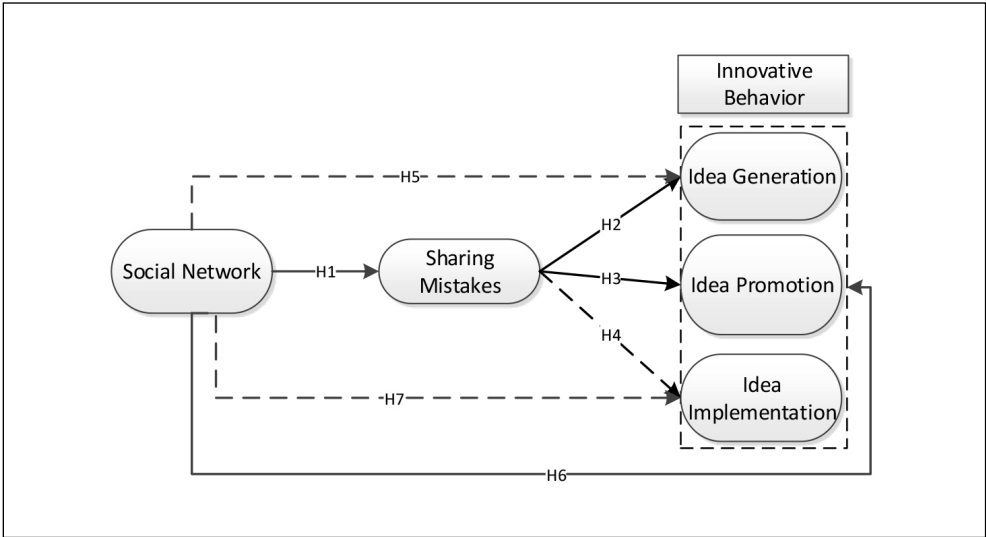 Innovative
Behavior
Idea Generation
H5
H2
Social Network
H1
Sharing
Mistakes
H3
Idea Promotion
H4
Idea
Implementation
H7
H6